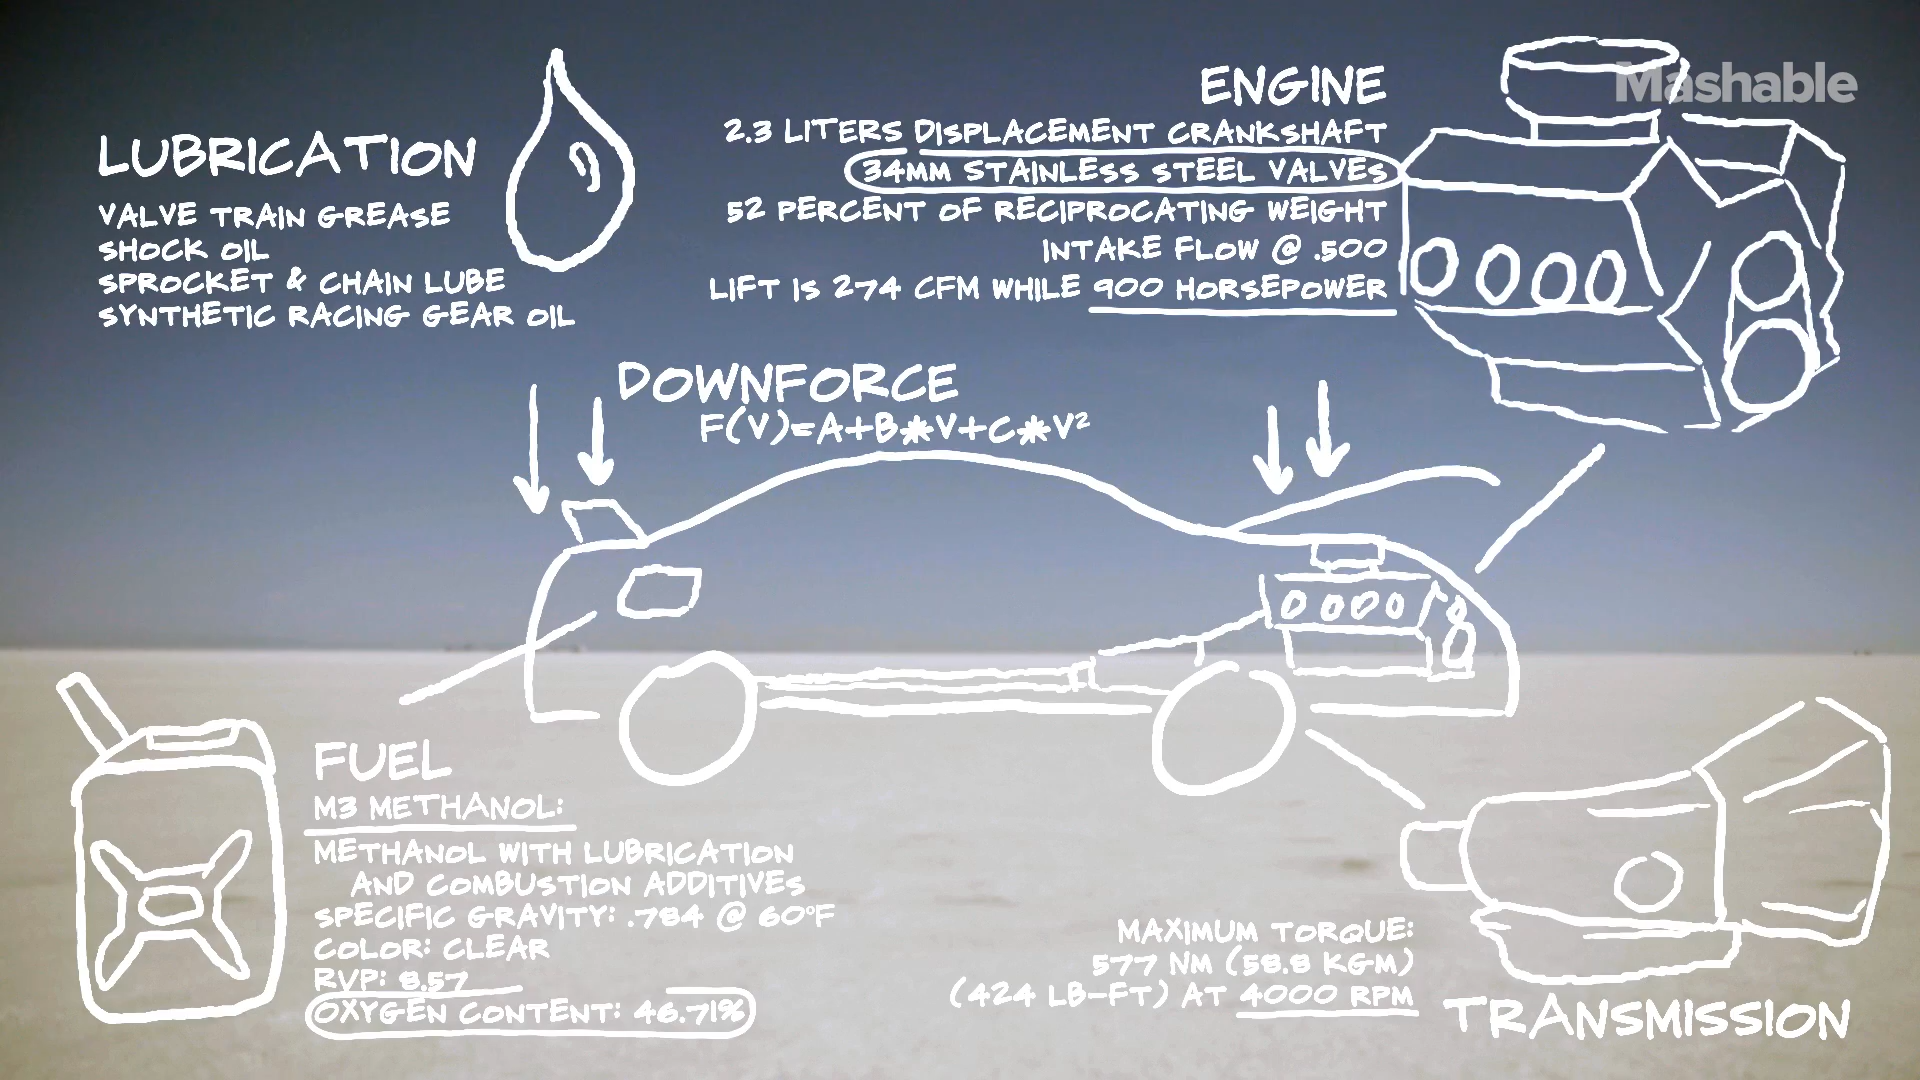 Mashable
LUBRICATION
VALVE TRAIN GREASE
SHOCK OIL
SPROCKET & CHAIN LUBE
SYNTHETIC RACING GEAR OIL
ENGINE
2.3 LITERS DISPLACEMENT CRANKSHAFT
34MM STAINLESS STEEL VALVES
52 PERCENT OF RECIPROCATING WEIGHT
INTAKE FLOW @ .500
LIFT IS 274 CFM WHILE 900 HORSEPOWER
DOWNFORCE
F(V)=A+B*V+C*V²
FUEL
M3 METHANOL:
METHANOL WITH LUBRICATION
AND COMBUSTION ADDITIVES
SPECIFIC GRAVITY: .784 @ 60°F
COLOR: CLEAR
RVP: 8.57
OXYGEN CONTENT: 46.71%
MAXIMUM TORQUE:
577 NM (58.8 KGM)
(424 LB-FT) AT 4000 RPM
TRANSMISSION